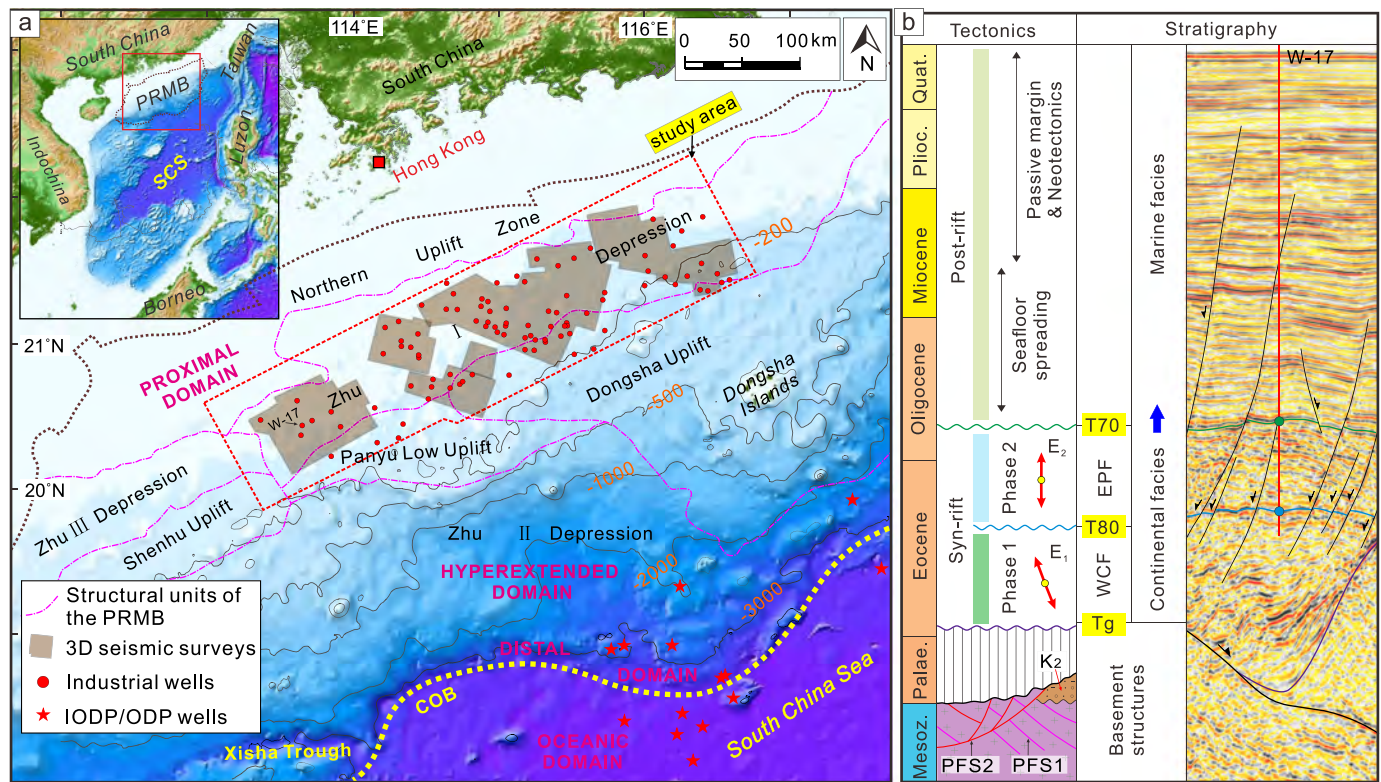 a
114°E
116°E
0 50 100 km
N
South China
PRMB
Taiwan
Luzon
Indochina
SCS
Borneo
South China
Hong Kong
study area
Northern Uplift Zone
Depression
-200
I
21°N
PROXIMAL
DOMAIN
Zhu
W-17
Dongsha Uplift
Dongsha
Islands
-500
Panyu Low Uplift
20°N
-1000
Zhu III Depression
Shenhu Uplift
Zhu II Depression
HYPEREXTENDED
DOMAIN
-2000
-3000
DISTAL
DOMAIN
COB
South China Sea
Xisha Trough
OCEANIC
DOMAIN
Structural units of
the PRMB
3D seismic surveys
Industrial wells
IODP/ODP wells
b
Tectonics
Stratigraphy
Quat.
Plioc.
Miocene
Oligocene
Eocene
Palae.
Mesoz.
Post-rift
Syn-rift
Passive margin
& Neotectonics
Seafloor
spreading
Phase 2
E2
Phase 1
E1
K2
PFS2
PFS1
T70
EPF
T80
WCF
Tg
Basement
structures
Marine facies
Continental facies
W-17